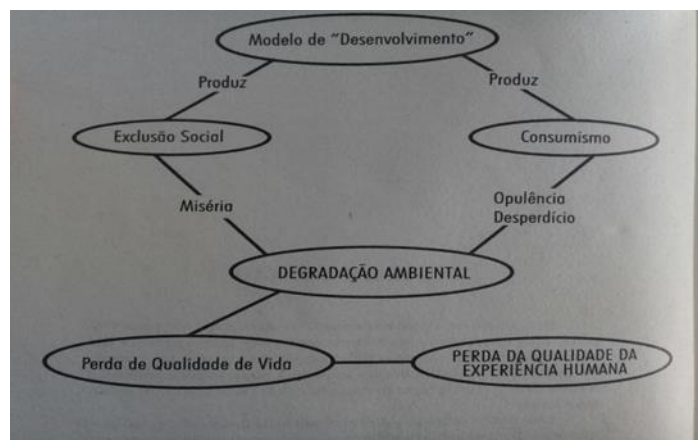 Modelo de "Desenvolvimento"
Produz
Produz
Exclusão Social
Consumismo
Miséria
Opulência
Desperdício
DEGRADAÇÃO AMBIENTAL
Perda de Qualidade de Vida
PERDA DA QUALIDADE DA
EXPERIÊNCIA HUMANA